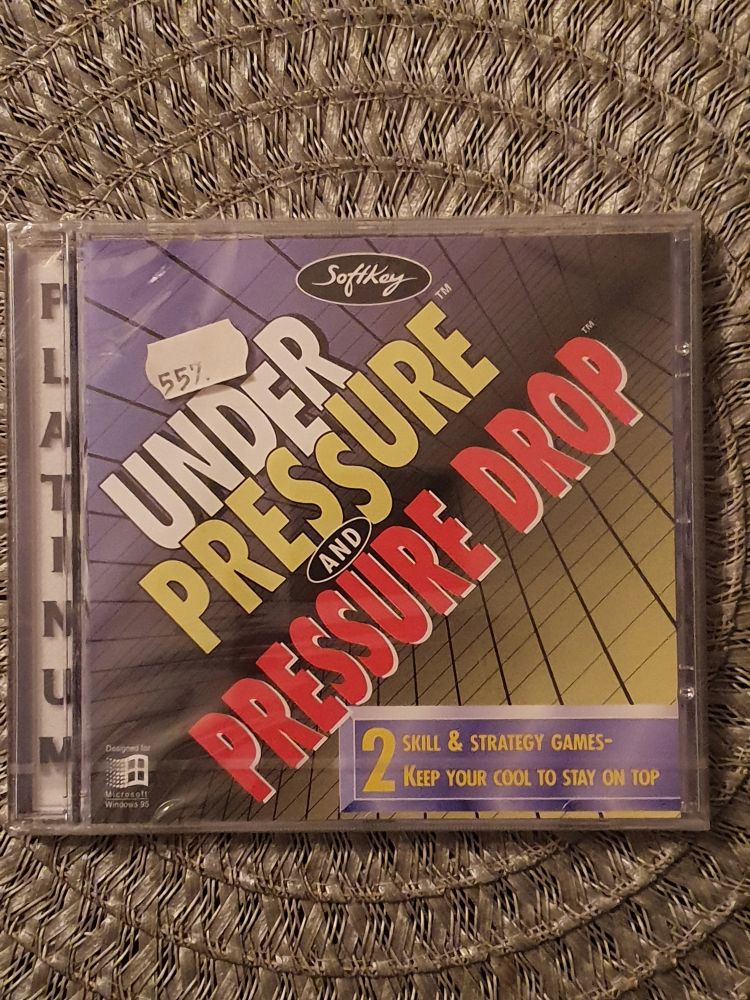 SoftKey
PLATINUM
557.
UNDER
PRESSURE™
AND
PRESSURE DROP™
2 SKILL & STRATEGY GAMES-
KEEP YOUR COOL TO STAY ON TOP
Designed for
Microsoft
Windows 95